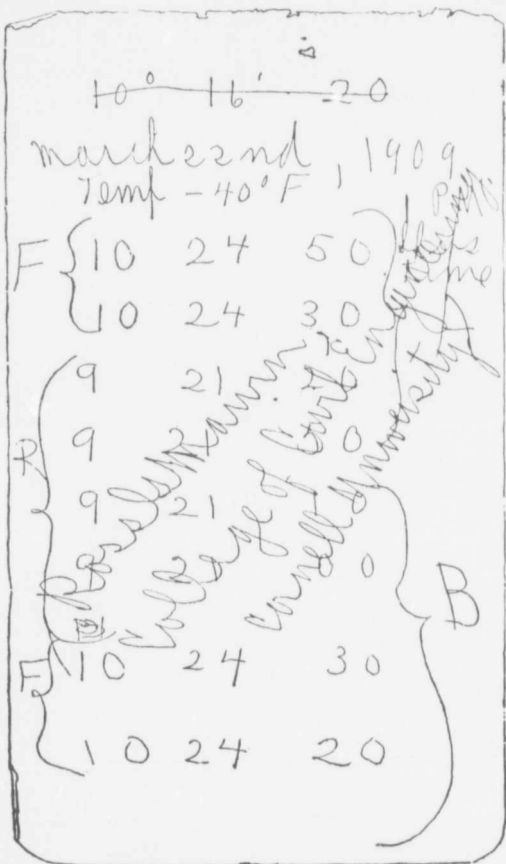 10° 16' 20
march 22nd, 1909
Temp -40° F
F 10 24 50
10 24 30
R 9 21
9 21 0
9 21
0
B
F 10 24 30
10 24 20
Ross G Marvin
College of Civil Engineering
Cornell University